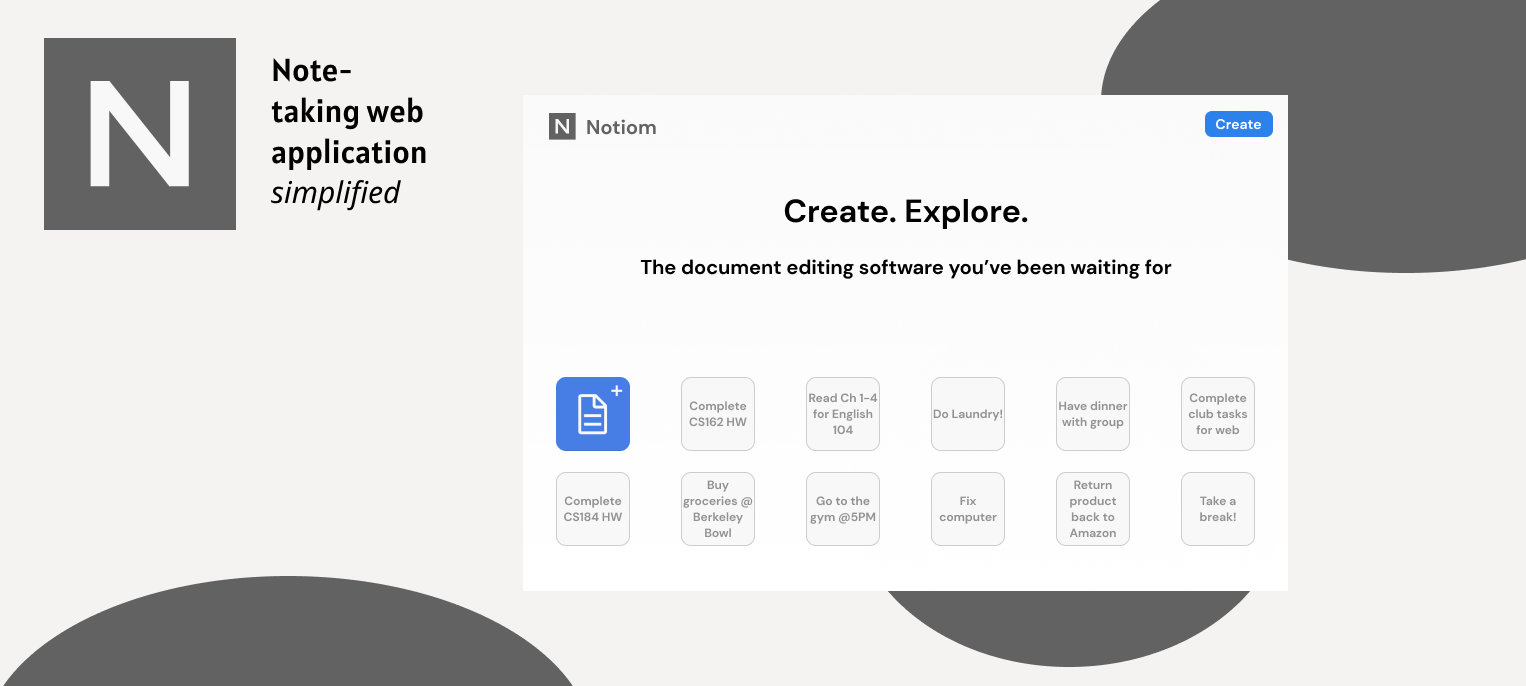 N
Note-
taking web
application
simplified
N Notiom
Create
Create. Explore.
The document editing software you’ve been waiting for
+
Complete
CS162 HW
Read Ch 1-4
for English
104
Do Laundry!
Have dinner
with group
Complete
club tasks
for web
Complete
CS184 HW
Buy
groceries @
Berkeley
Bowl
Go to the
gym @5PM
Fix
computer
Return
product
back to
Amazon
Take a
break!